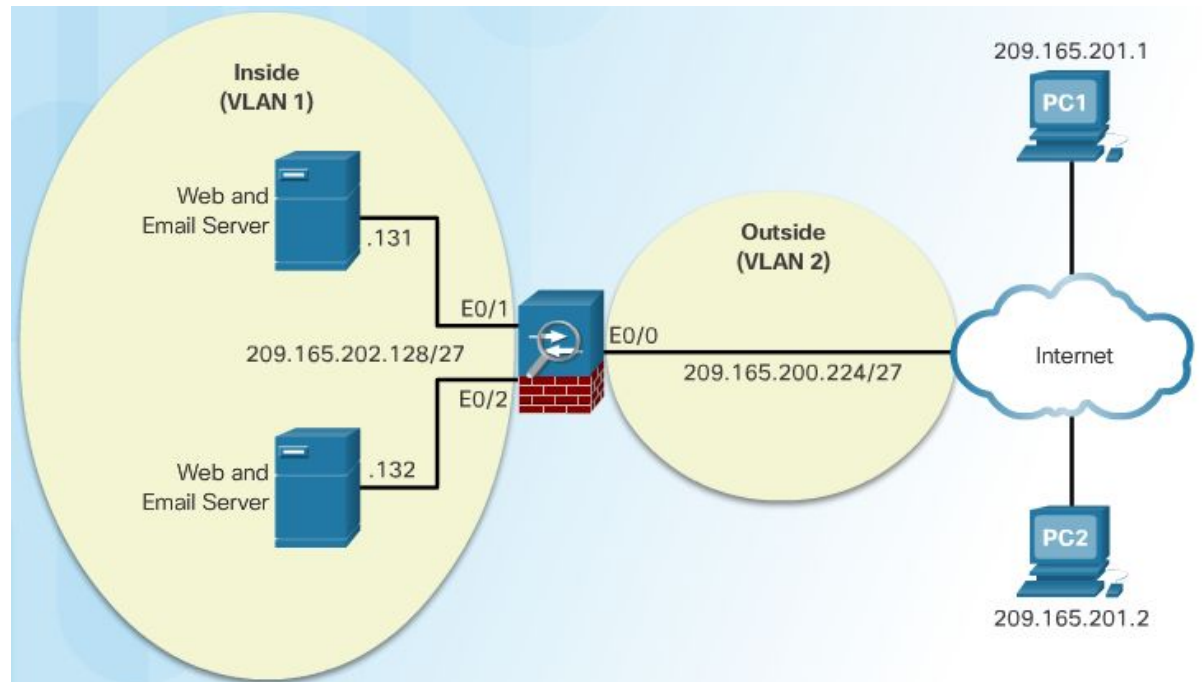 Inside
(VLAN 1)
Web and
Email Server
.131
E0/1
209.165.202.128/27
E0/2
Web and
Email Server
.132
Outside
(VLAN 2)
E0/0
209.165.200.224/27
209.165.201.1
PC1
Internet
PC2
209.165.201.2